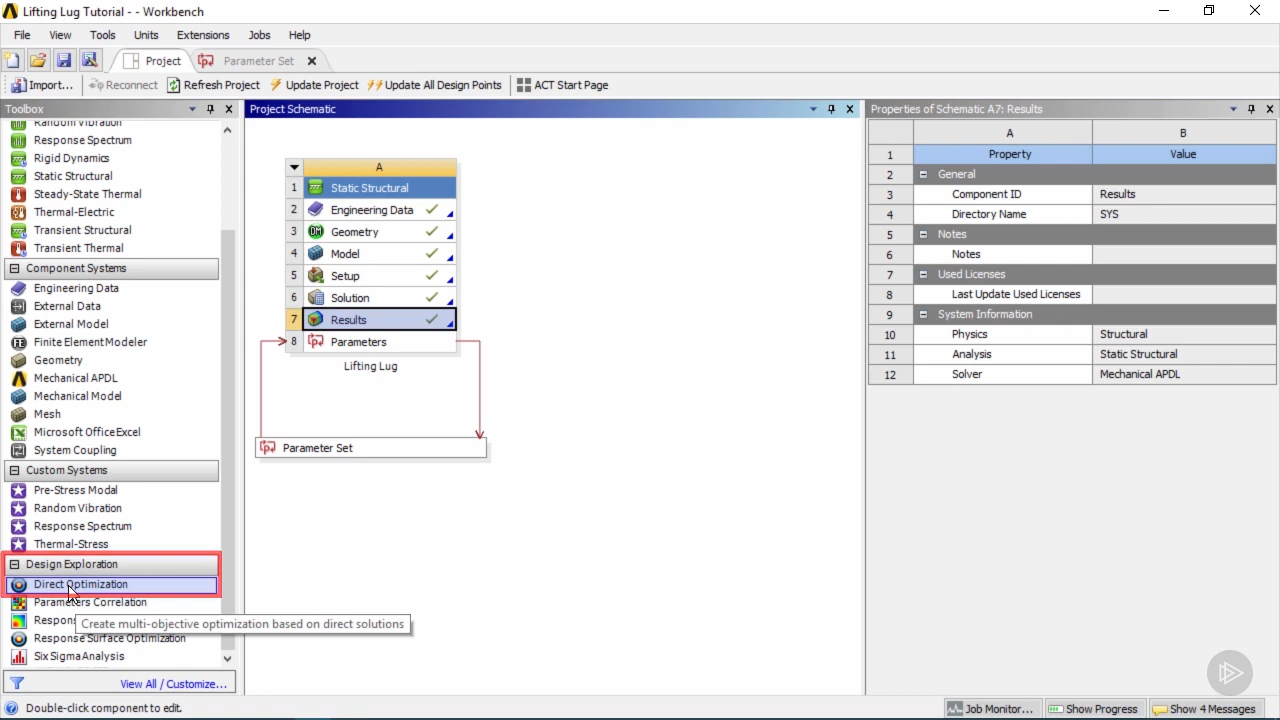 Lifting Lug Tutorial - - Workbench
File View Tools Units Extensions Jobs Help
Project Parameter Set
Import... Reconnect Refresh Project Update Project Update All Design Points ACT Start Page
Toolbox
Random Vibration
Response Spectrum
Rigid Dynamics
Static Structural
Steady-State Thermal
Thermal-Electric
Transient Structural
Transient Thermal
Component Systems
Engineering Data
External Data
External Model
Finite Element Modeler
Geometry
Mechanical APDL
Mechanical Model
Mesh
Microsoft Office Excel
System Coupling
Custom Systems
Pre-Stress Modal
Random Vibration
Response Spectrum
Thermal-Stress
Design Exploration
Direct Optimization
Parameters Correlation
Respon
Response Surface Optimization
Six Sigma Analysis
View All / Customize...
Create multi-objective optimization based on direct solutions
Project Schematic
A
1 Static Structural
2 Engineering Data
3 Geometry
4 Model
5 Setup
6 Solution
7 Results
8 Parameters
Lifting Lug
Parameter Set
Properties of Schematic A7: Results
A B
1 Property Value
2 General
3 Component ID Results
4 Directory Name SYS
5 Notes
6 Notes
7 Used Licenses
8 Last Update Used Licenses
9 System Information
10 Physics Structural
11 Analysis Static Structural
12 Solver Mechanical APDL
Double-click component to edit.
Job Monitor... Show Progress Show 4 Messages